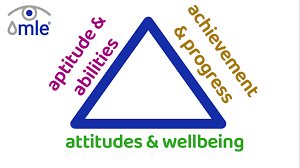 mle®
aptitude &
abilities
achievement
& progress
attitudes & wellbeing